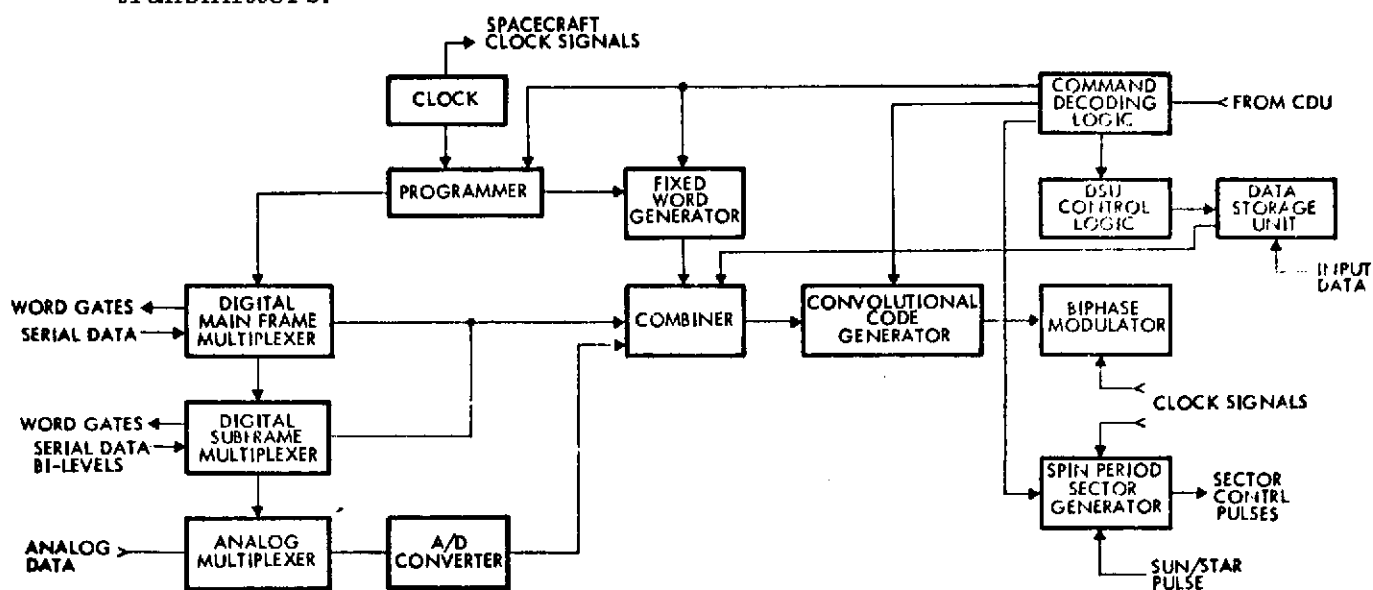 transmitters.
SPACECRAFT
CLOCK SIGNALS
CLOCK
COMMAND
DECODING
LOGIC
FROM CDU
PROGRAMMER
FIXED
WORD
GENERATOR
DSU
CONTROL
LOGIC
DATA
STORAGE
UNIT
INPUT
DATA
WORD GATES
SERIAL DATA
DIGITAL
MAIN FRAME
MULTIPLEXER
COMBINER
CONVOLUTIONAL
CODE
GENERATOR
BIPHASE
MODULATOR
CLOCK SIGNALS
WORD GATES
SERIAL DATA
BI-LEVELS
DIGITAL
SUBFRAME
MULTIPLEXER
SPIN PERIOD
SECTOR
GENERATOR
SECTOR
CONTRL
PULSES
ANALOG
DATA
ANALOG
MULTIPLEXER
A/D
CONVERTER
SUN/STAR
PULSE